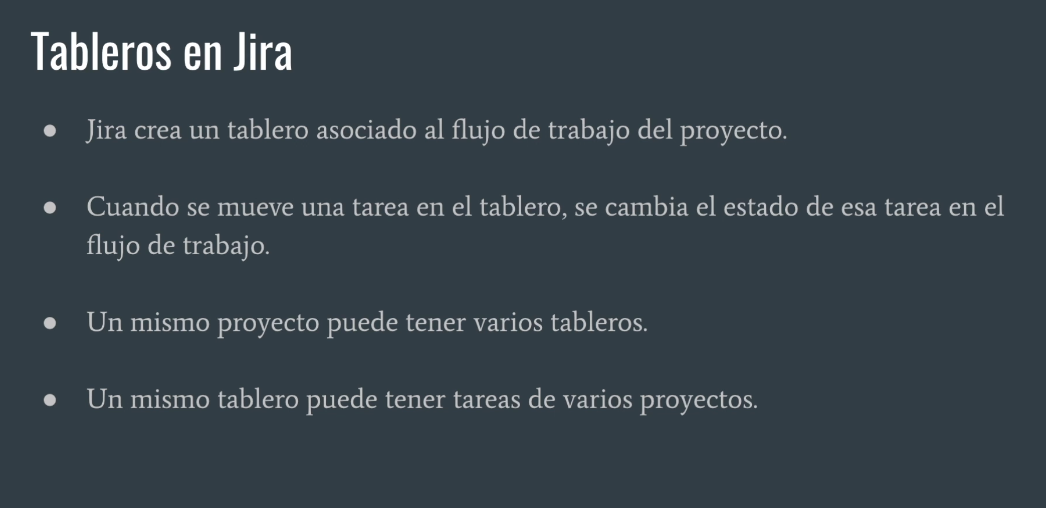 Tableros en Jira
● Jira crea un tablero asociado al flujo de trabajo del proyecto.
● Cuando se mueve una tarea en el tablero, se cambia el estado de esa tarea en el
flujo de trabajo.
● Un mismo proyecto puede tener varios tableros.
● Un mismo tablero puede tener tareas de varios proyectos.